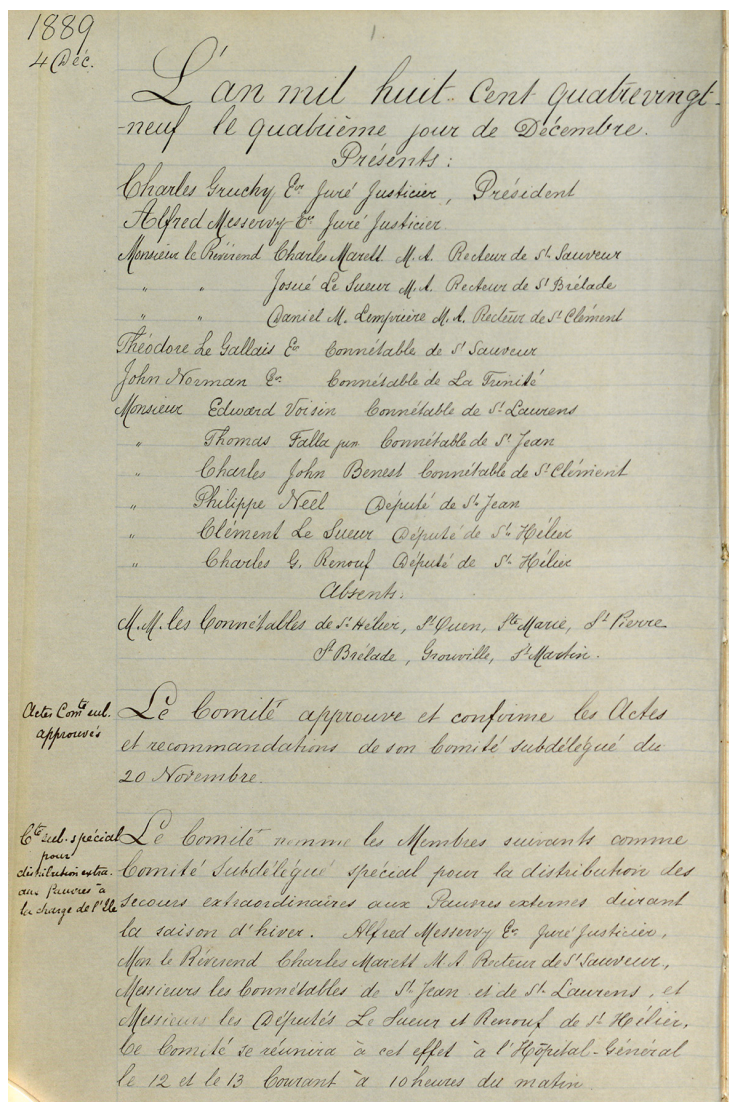 1889
4 Déc.
1.
L'an mil huit cent quatrevingt-
-neuf le quatrième jour de Décembre.
Présents:
Charles Gruchy Er Juré Justicier, Président
Alfred Messervy Er Juré Justicier
Monsieur le Révérend Charles Marett M.A. Recteur de St. Sauveur
" " Josué Le Sueur M.A. Recteur de St Brélade
" " Daniel M. Lemprière M.A. Recteur de St Clément
Théodore Le Gallais Er Connétable de St Sauveur
John Norman Er Connétable de La Trinité
Monsieur Edward Voisin Connétable de St. Laurens
" Thomas Falla jun Connétable de St Jean
" Charles John Benest Connétable de St Clément
" Philippe Neel Député de St. Jean
" Clément Le Sueur Député de St. Hélier
" Charles G. Renouf Député de St. Hélier
Absents:
M.M. les Connétables de St Hélier, St Ouen, Ste Marie, St Pierre
St Brélade, Grouville, St Martin.
Actes Comté sub.
approuvés
Le Comité approuve et confirme les Actes
et recommandations de son Comité subdélégué du
20 Novembre.
Cté sub. spécial
pour
distribution extra.
aux Pauvres à
la charge de l'Ile
Le Comité nomme les Membres suivants comme
Comité Subdélégué spécial pour la distribution des
secours extraordinaires aux Pauvres externes durant
la saison d'hiver. Alfred Messervy Er Juré Justicier,
Mon le Révérend Charles Marett M.A Recteur de St Sauveur,
Messieurs les Connétables de St. Jean et de St. Laurens, et
Messieurs les Députés Le Sueur et Renouf de St. Hélier.
Ce Comité se réunira à cet effet à l'Hôpital-Général
le 12 et le 13 Courant à 10 heures du matin.